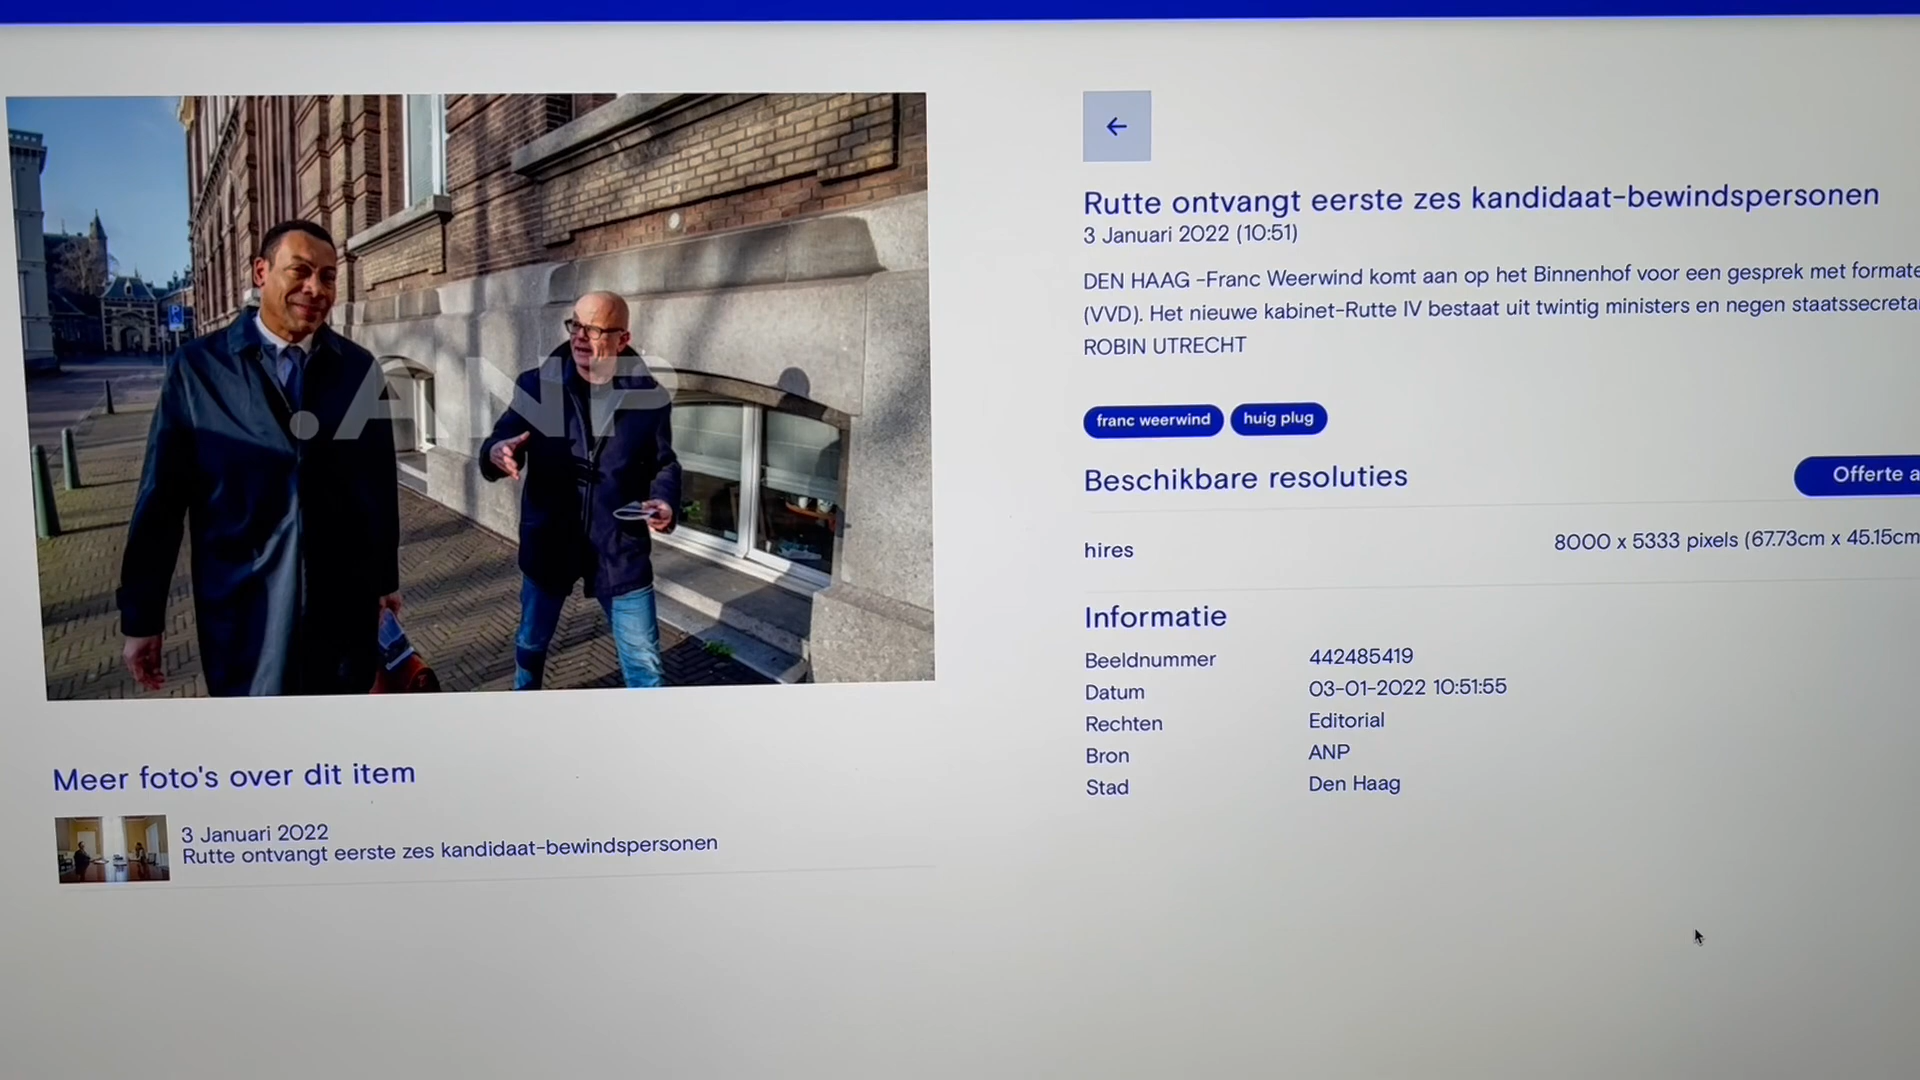 .ANP
Rutte ontvangt eerste zes kandidaat-bewindspersonen
3 Januari 2022 (10:51)
DEN HAAG -Franc Weerwind komt aan op het Binnenhof voor een gesprek met formate
(VVD). Het nieuwe kabinet-Rutte IV bestaat uit twintig ministers en negen staatssecreta
ROBIN UTRECHT
franc weerwind huig plug
Beschikbare resoluties
Offerte a
hires 8000 x 5333 pixels (67.73cm x 45.15cm
Informatie
Beeldnummer 442485419
Datum 03-01-2022 10:51:55
Rechten Editorial
Bron ANP
Stad Den Haag
Meer foto's over dit item
3 Januari 2022
Rutte ontvangt eerste zes kandidaat-bewindspersonen